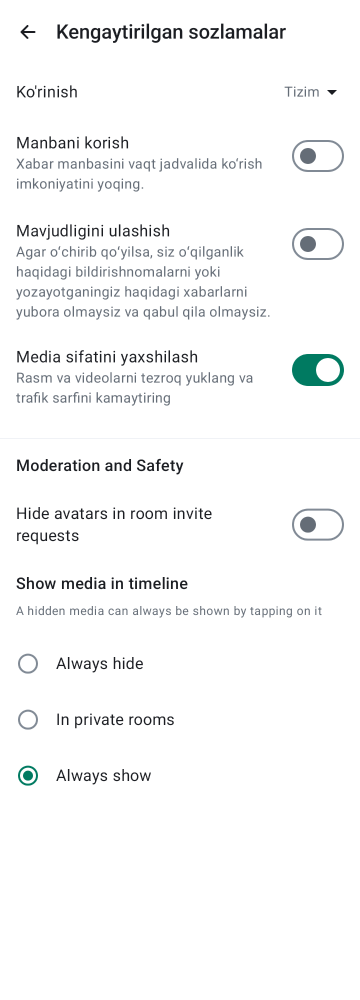 Kengaytirilgan sozlamalar
Ko'rinish
Tizim
Manbani korish
Xabar manbasini vaqt jadvalida koʻrish
imkoniyatini yoqing.
Mavjudligini ulashish
Agar oʻchirib qoʻyilsa, siz oʻqilganlik
haqidagi bildirishnomalarni yoki
yozayotganingiz haqidagi xabarlarni
yubora olmaysiz va qabul qila olmaysiz.
Media sifatini yaxshilash
Rasm va videolarni tezroq yuklang va
trafik sarfini kamaytiring
Moderation and Safety
Hide avatars in room invite
requests
Show media in timeline
A hidden media can always be shown by tapping on it
Always hide
In private rooms
Always show